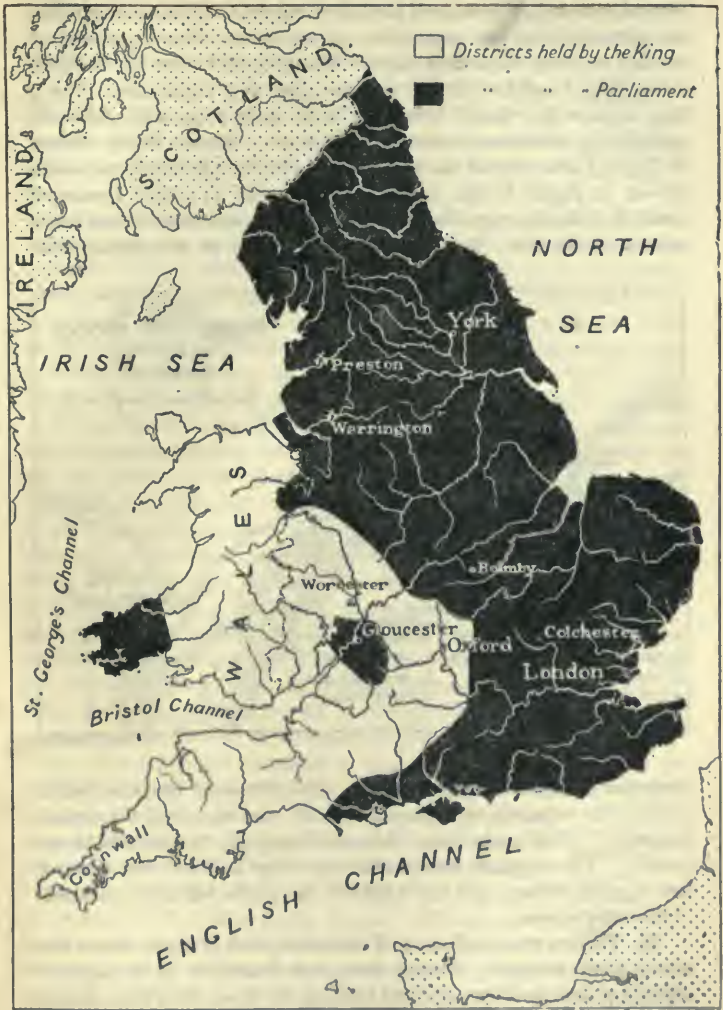 Districts held by the King
" " " Parliament
SCOTLAND
IRELAND
NORTH
SEA
York
IRISH SEA
Preston
Warrington
WALES
Holmby
St. George's Channel
Worcester
Gloucester
Oxford
Colchester
London
Bristol Channel
Cornwall
ENGLISH CHANNEL